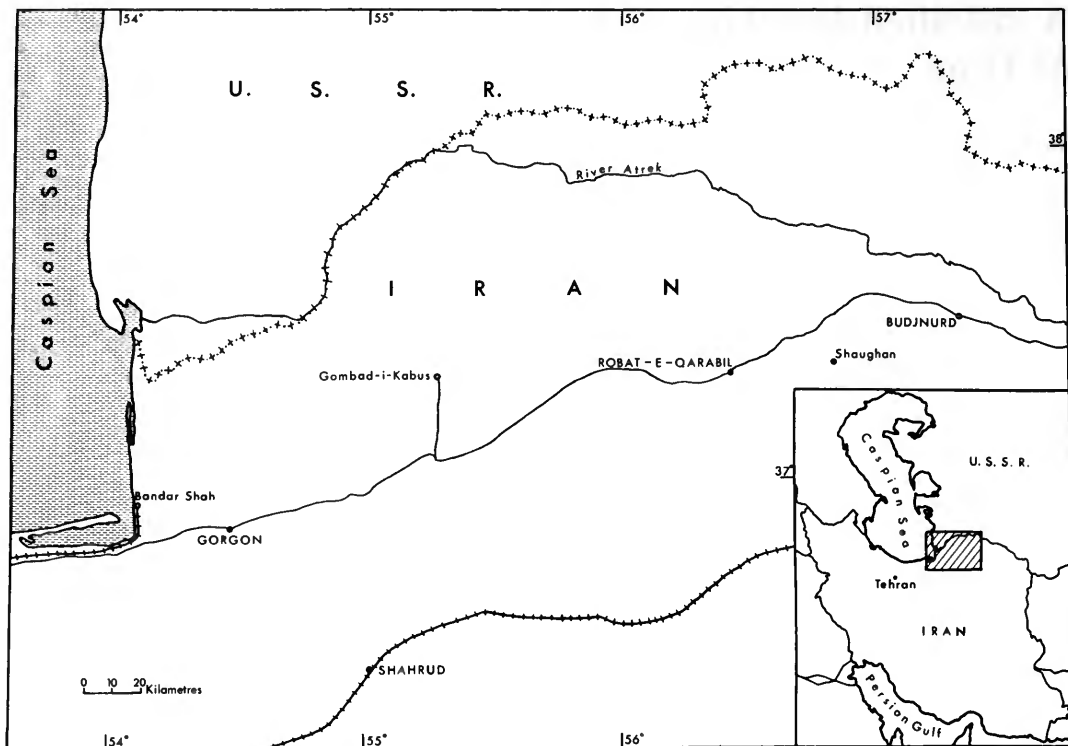 54° 55° 56° 57°
U. S. S. R.
38°
Caspian Sea
River Atrek
I R A N
BUDJNURD
Shaughan
ROBAT-E-QARABIL
Gombad-i-Kabus
37°
Bandar Shah
GORGON
SHAHRUD
0 10 20
Kilametres
54° 55° 56°
Caspian Sea
U.S.S.R.
Tehran
IRAN
Persian Gulf